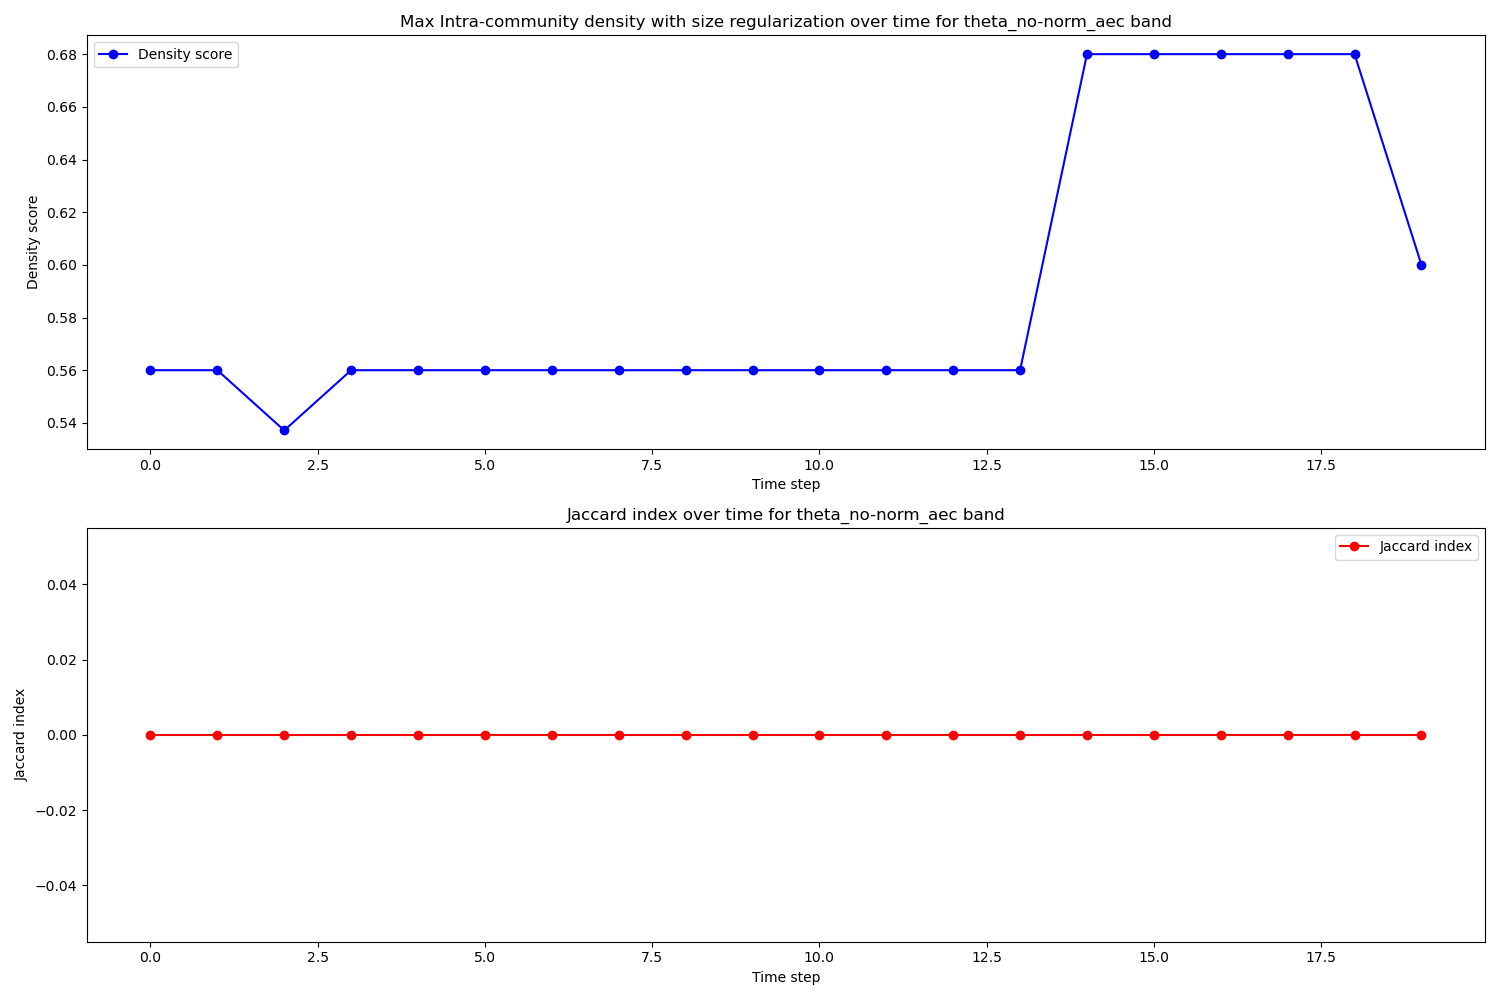 Max Intra-community density with size regularization over time for theta_no-norm_aec band
Density score
0.68
0.66
0.64
0.62
0.60
0.58
0.56
0.54
Density score
0.0 2.5 5.0 7.5 10.0 12.5 15.0 17.5
Time step
Jaccard index over time for theta_no-norm_aec band
Jaccard index
0.04
0.02
0.00
−0.02
−0.04
Jaccard index
0.0 2.5 5.0 7.5 10.0 12.5 15.0 17.5
Time step